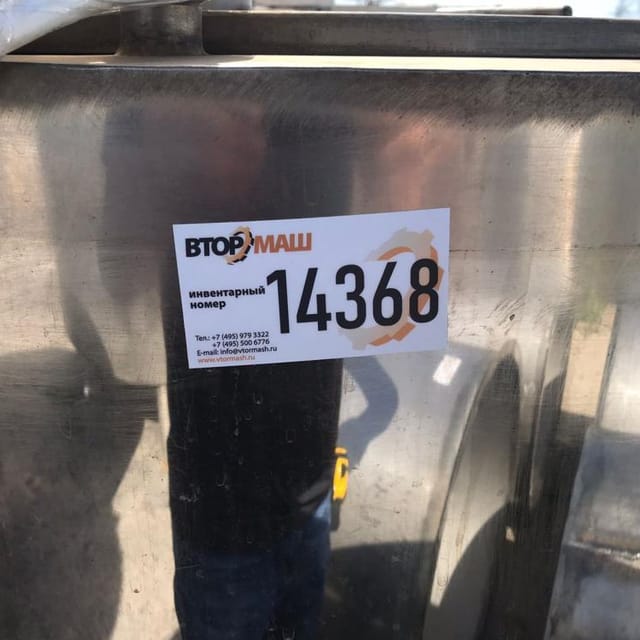 ВТОРМАШ
инвентарный
номер
14368
Тел.: +7 (495) 979 3322
+7 (495) 500 6776
E-mail: info@vtormash.ru
www.vtormash.ru